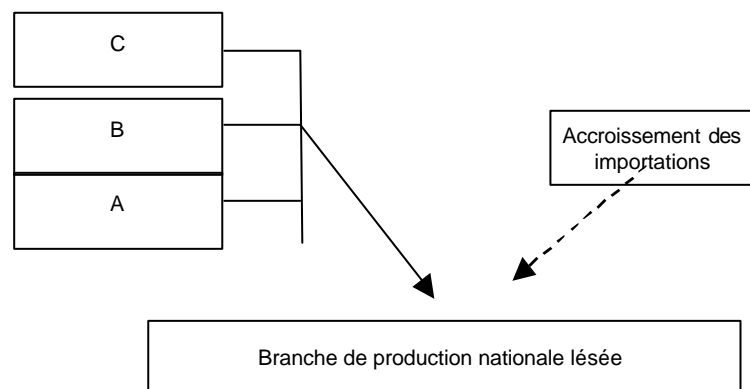 C
B
A
Accroissement des
importations
Branche de production nationale lésée